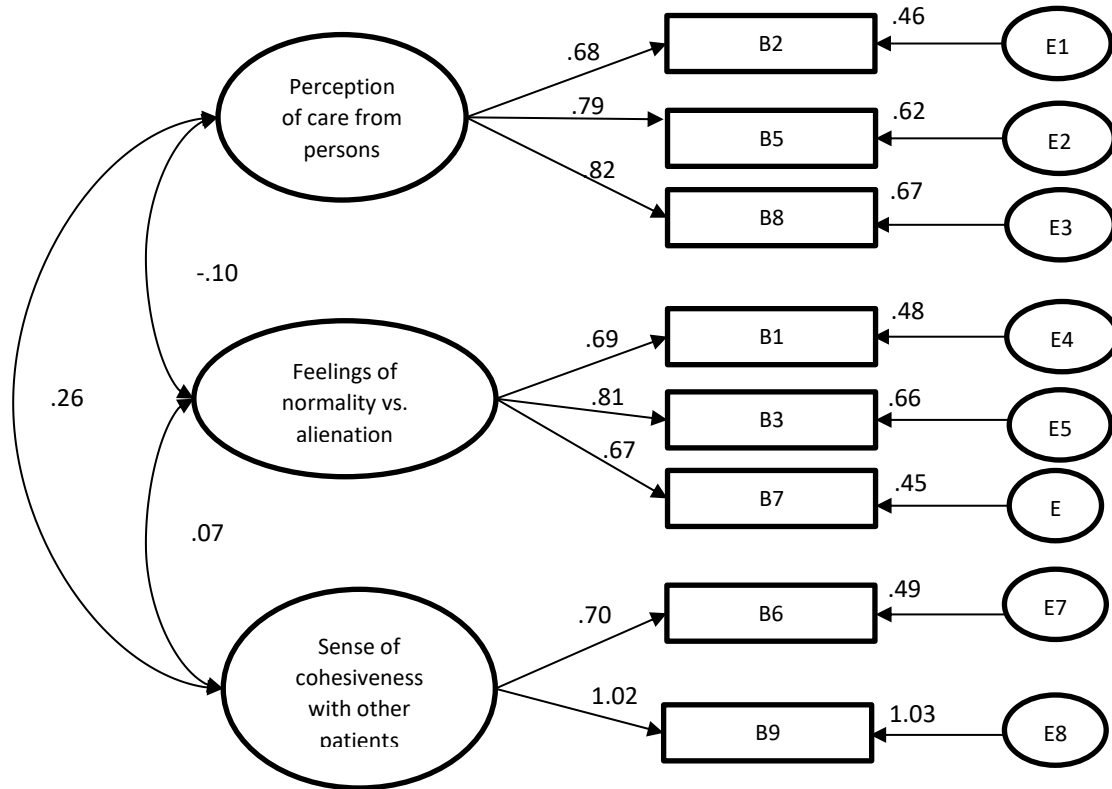 .46
B2
E1
.68
Perception
of care from
persons
.79
.62
B5
E2
.82
.67
B8
E3
-.10
.48
B1
E4
.69
Feelings of
normality vs.
alienation
.26
.81
.66
B3
E5
.67
.45
B7
E
.07
.49
B6
E7
.70
Sense of
cohesiveness
with other
patients
1.02
1.03
B9
E8